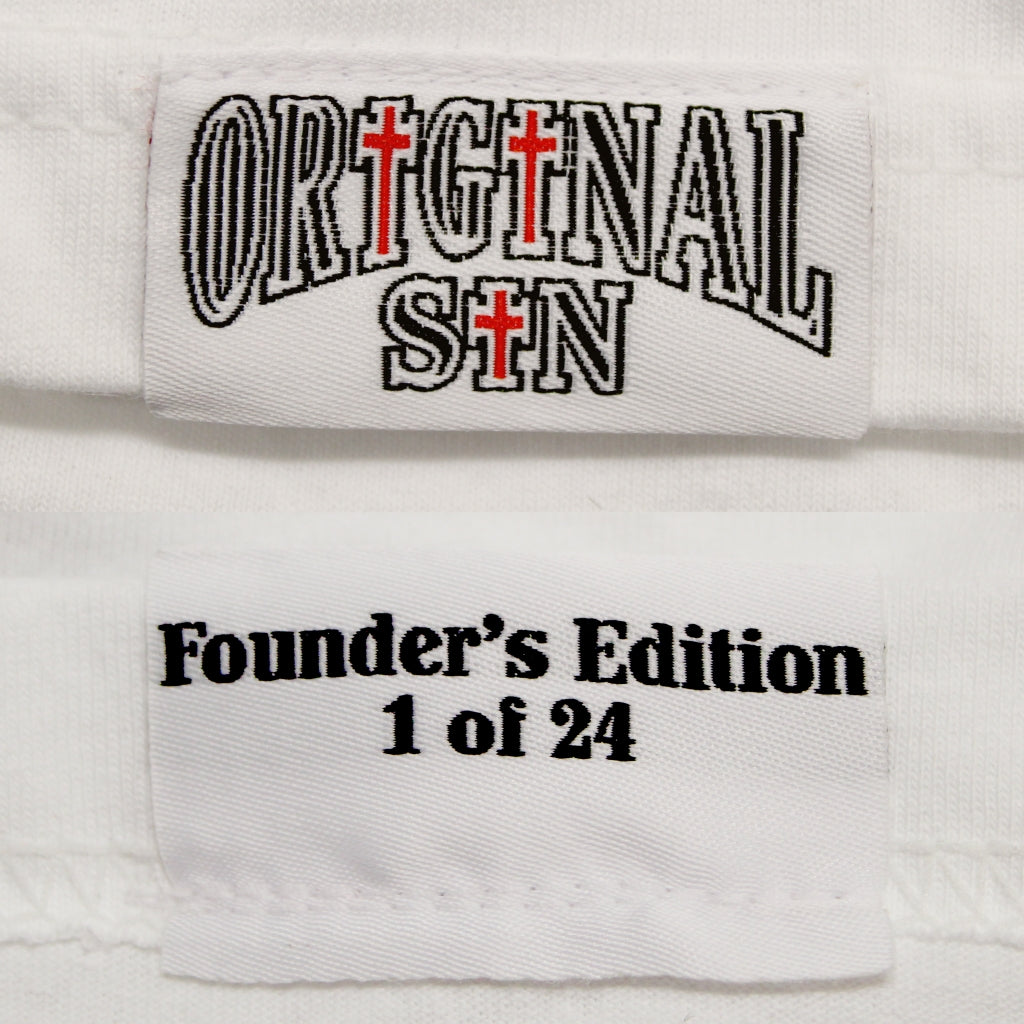 ORIGINAL
SIN
Founder's Edition
1 of 24